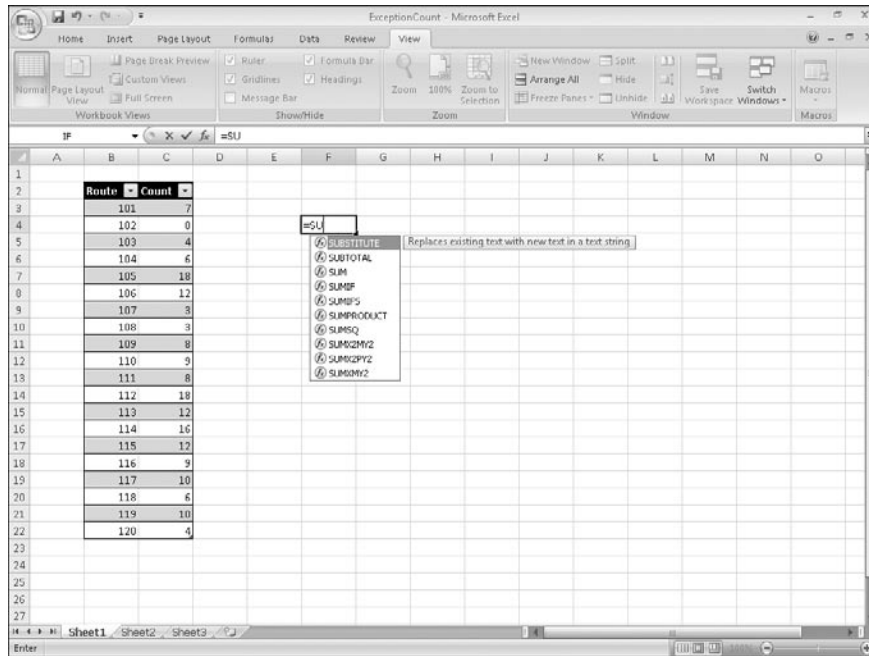 ExceptionCount - Microsoft Excel
Home Insert Page Layout Formulas Data Review View
Normal Page Layout View Page Break Preview Custom Views Full Screen
Workbook Views
Ruler Gridlines Message Bar Formula Bar Headings
Show/Hide
Zoom 100% Zoom to Selection
Zoom
New Window Arrange All Freeze Panes Split Hide Unhide Save Workspace Switch Windows
Window
Macros
Macros
IF fx =SU
A B C D E F G H I J K L M N O
1
2 Route Count
3 101 7
4 102 0 =SU
5 103 4 SUBSTITUTE Replaces existing text with new text in a text string
6 104 6 SUBTOTAL
7 105 18 SUM
8 106 12 SUMIF
9 107 3 SUMIFS
10 108 3 SUMPRODUCT
11 109 8 SUMSQ
12 110 9 SUMX2MY2
13 111 8 SUMX2PY2
14 112 18 SUMXMY2
15 113 12
16 114 16
17 115 12
18 116 9
19 117 10
20 118 6
21 119 10
22 120 4
23
24
25
26
27
Sheet1 Sheet2 Sheet3
Enter 100%